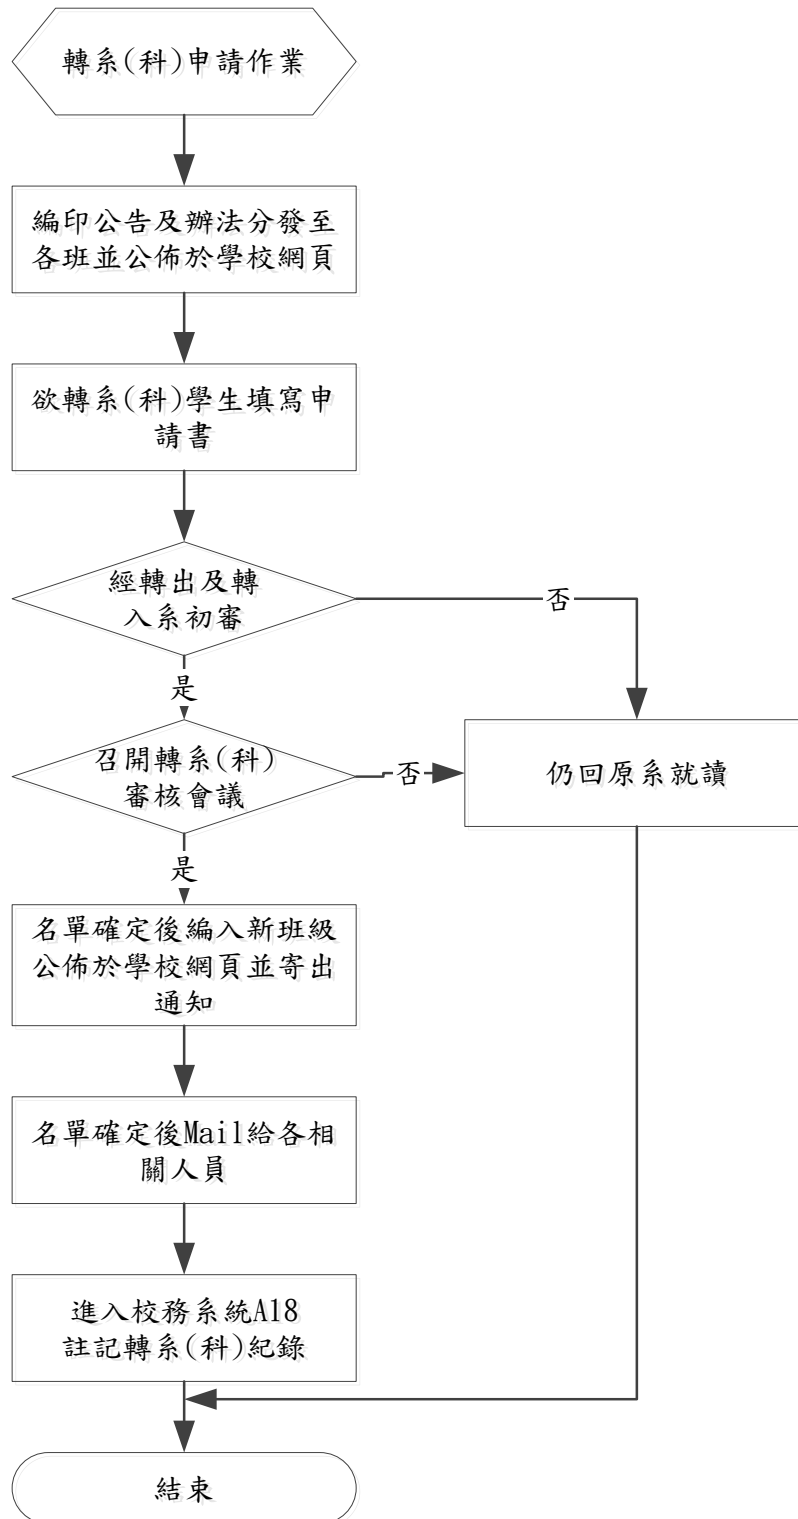 轉系(科)申請作業
編印公告及辦法分發至
各班並公佈於學校網頁
欲轉系(科)學生填寫申
請書
經轉出及轉
入系初審
否
是
召開轉系(科)
審核會議
否
仍回原系就讀
是
名單確定後編入新班級
公佈於學校網頁並寄出
通知
名單確定後Mail給各相
關人員
進入校務系統A18
註記轉系(科)紀錄
結束